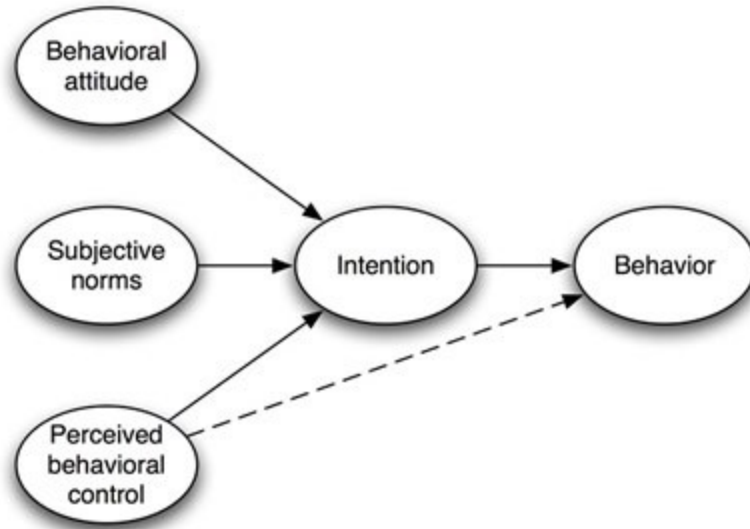 Behavioral
attitude
Subjective
norms
Intention
Behavior
Perceived
behavioral
control